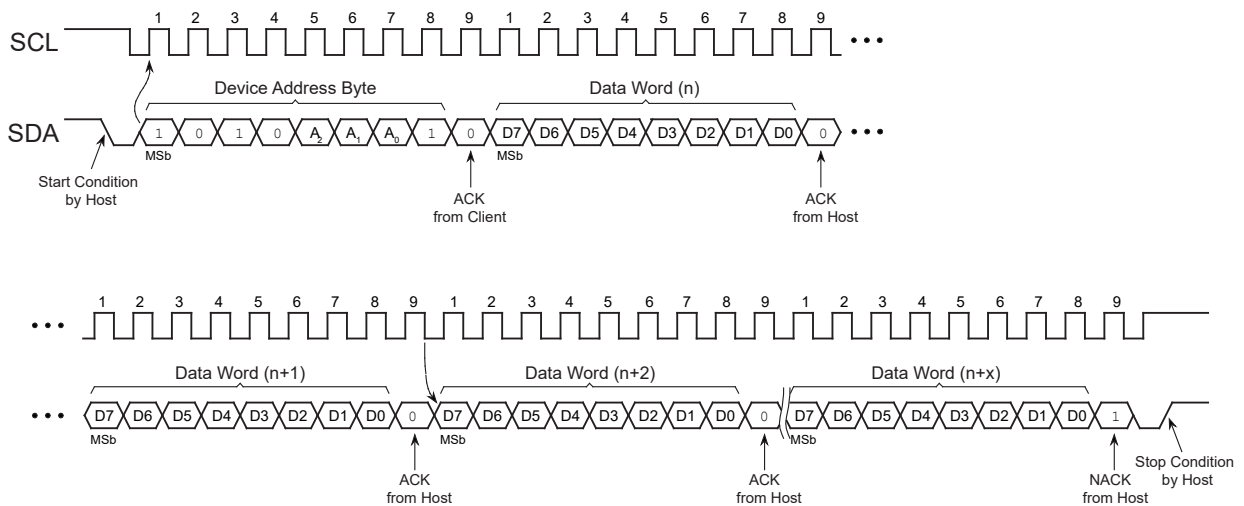 1 2 3 4 5 6 7 8 9 1 2 3 4 5 6 7 8 9
SCL
Device Address Byte Data Word (n)
SDA 1 0 1 0 A2 A1 A0 1 0 D7 D6 D5 D4 D3 D2 D1 D0 0
MSb MSb
Start Condition
by Host
ACK
from Client
ACK
from Host
1 2 3 4 5 6 7 8 9 1 2 3 4 5 6 7 8 9 1 2 3 4 5 6 7 8 9
Data Word (n+1) Data Word (n+2) Data Word (n+x)
D7 D6 D5 D4 D3 D2 D1 D0 0 D7 D6 D5 D4 D3 D2 D1 D0 0 D7 D6 D5 D4 D3 D2 D1 D0 1
MSb MSb MSb
ACK
from Host
ACK
from Host
NACK
from Host
Stop Condition
by Host